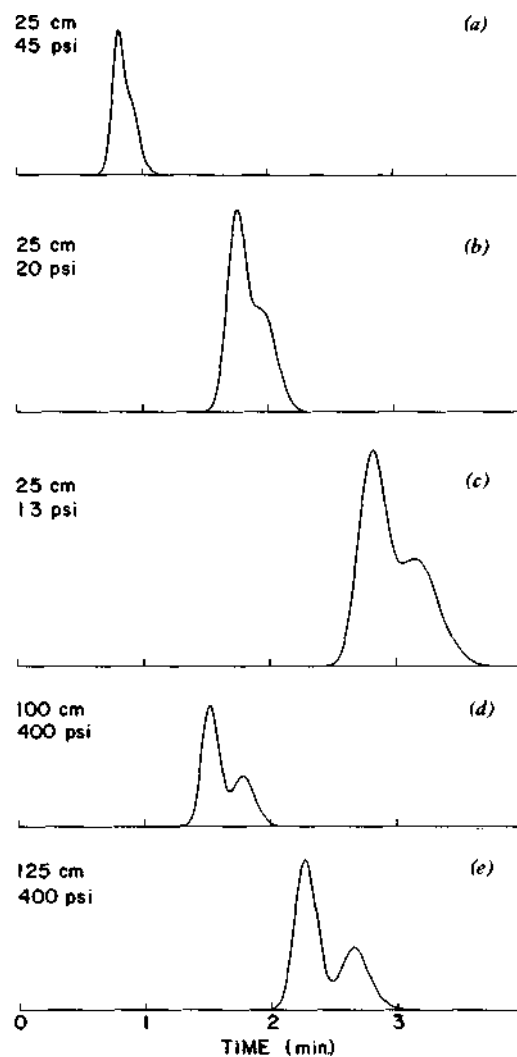 25 cm
45 psi
(a)
25 cm
20 psi
(b)
25 cm
13 psi
(c)
100 cm
400 psi
(d)
125 cm
400 psi
(e)
0 1 2 3
TIME (min.)